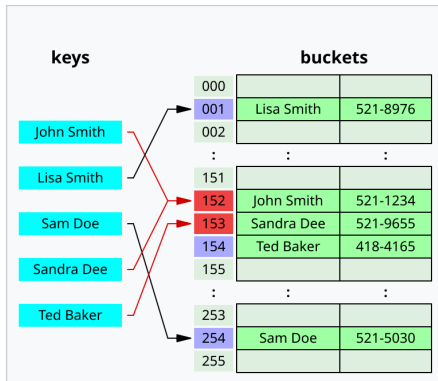 keys buckets
000
001 Lisa Smith 521-8976
John Smith 002
: : :
Lisa Smith 151
152 John Smith 521-1234
Sam Doe 153 Sandra Dee 521-9655
154 Ted Baker 418-4165
Sandra Dee 155
: : :
Ted Baker 253
254 Sam Doe 521-5030
255